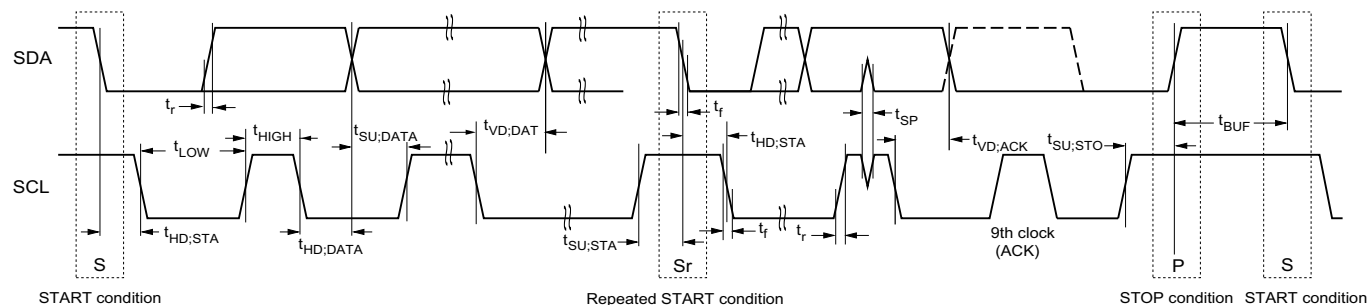 SDA
tr
tHIGH
tLOW
tSU;DATA
tVD;DAT
tf
tHD;STA
tSP
tVD;ACK
tSU;STO
tBUF
SCL
tHD;STA
tHD;DATA
tSU;STA
tf
tr
9th clock
(ACK)
S
Sr
P
S
START condition
Repeated START condition
STOP condition
START condition